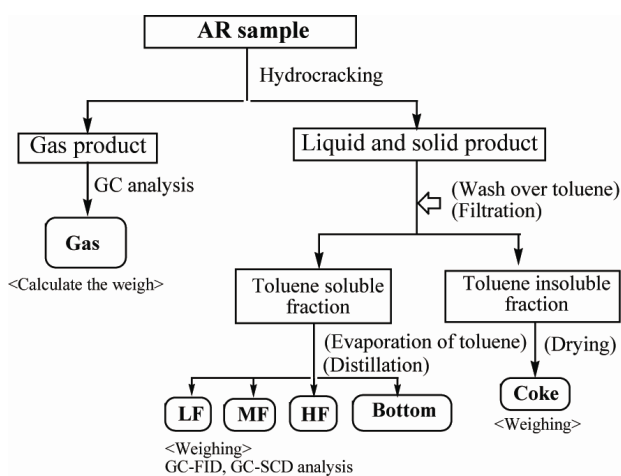 AR sample
Hydrocracking
Gas product
Liquid and solid product
GC analysis
(Wash over toluene)
(Filtration)
Gas
<Calculate the weigh>
Toluene soluble
fraction
Toluene insoluble
fraction
(Evaporation of toluene)
(Distillation)
(Drying)
LF
MF
HF
Bottom
Coke
<Weighing>
<Weighing>
GC-FID, GC-SCD analysis